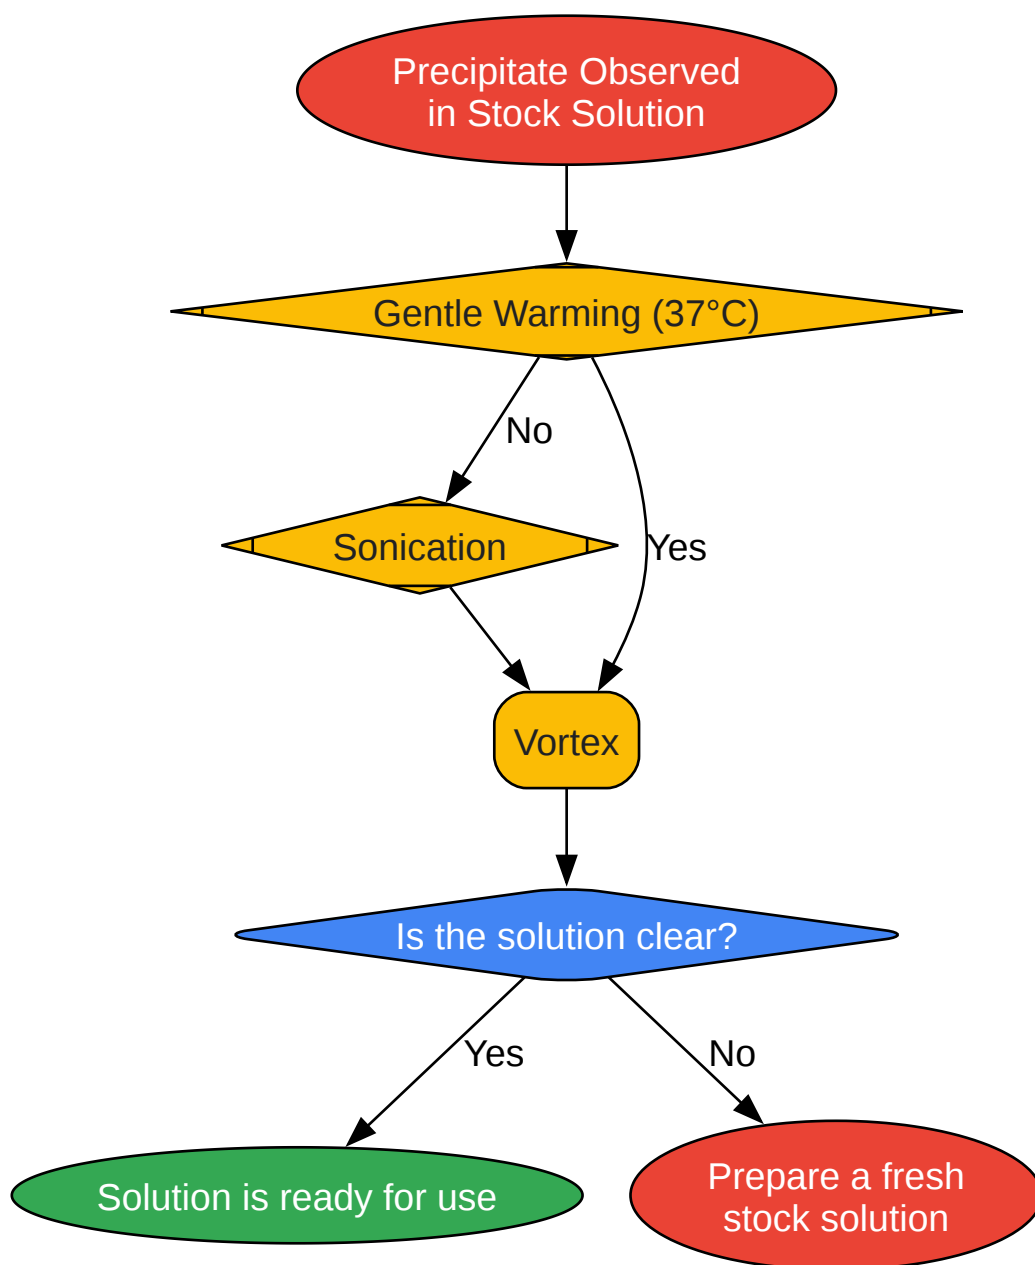 Precipitate Observed
in Stock Solution
Gentle Warming (37°C)
No
Sonication
Yes
Vortex
Is the solution clear?
Yes
No
Solution is ready for use
Prepare a fresh
stock solution